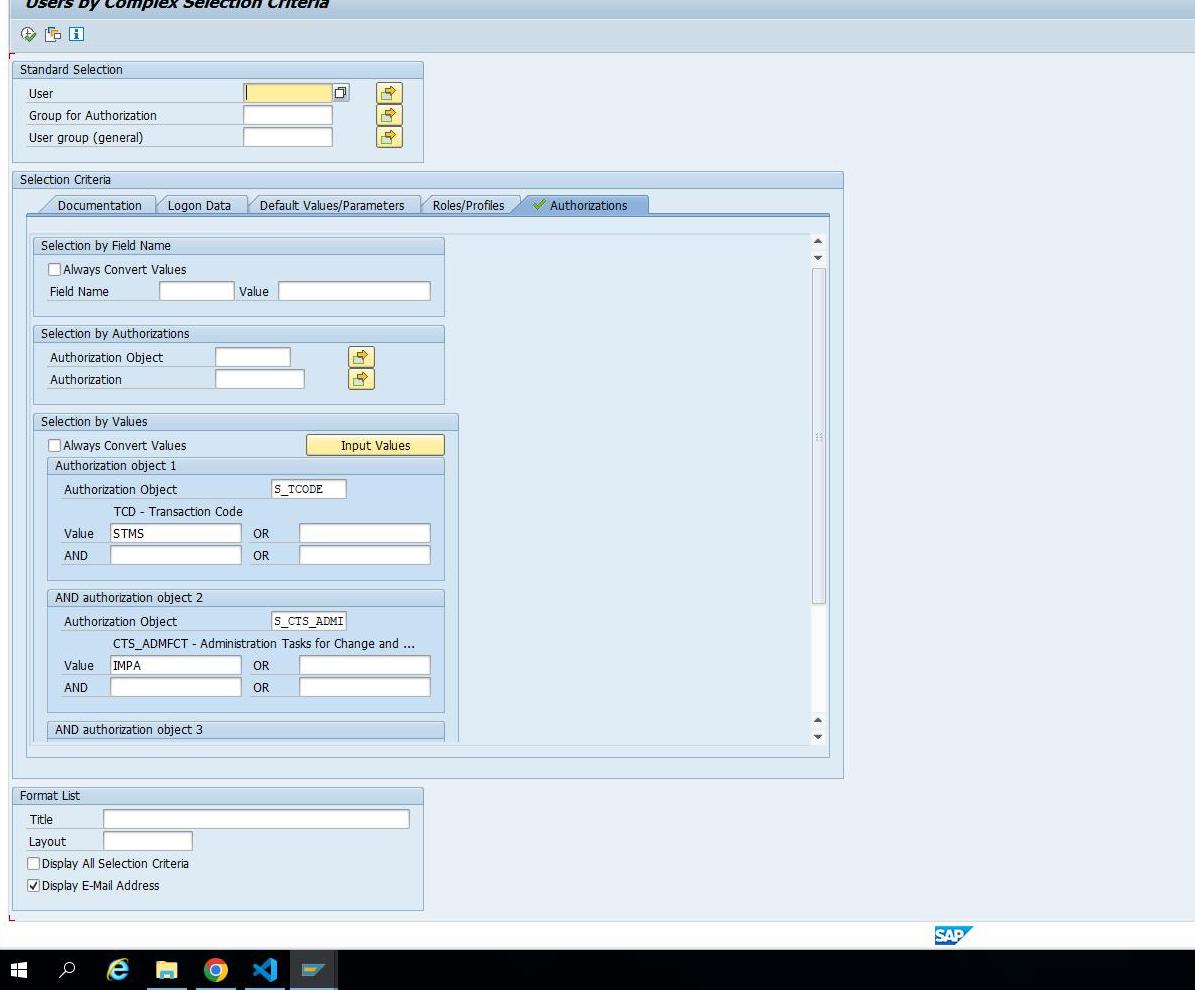 Users by Complex Selection Criteria
Standard Selection
User
Group for Authorization
User group (general)
Selection Criteria
Documentation Logon Data Default Values/Parameters Roles/Profiles Authorizations
Selection by Field Name
Always Convert Values
Field Name Value
Selection by Authorizations
Authorization Object
Authorization
Selection by Values
Always Convert Values Input Values
Authorization object 1
Authorization Object S_TCODE
TCD - Transaction Code
Value STMS OR
AND OR
AND authorization object 2
Authorization Object S_CTS_ADMI
CTS_ADMFCT - Administration Tasks for Change and ...
Value IMPA OR
AND OR
AND authorization object 3
Format List
Title
Layout
Display All Selection Criteria
Display E-Mail Address
SAP